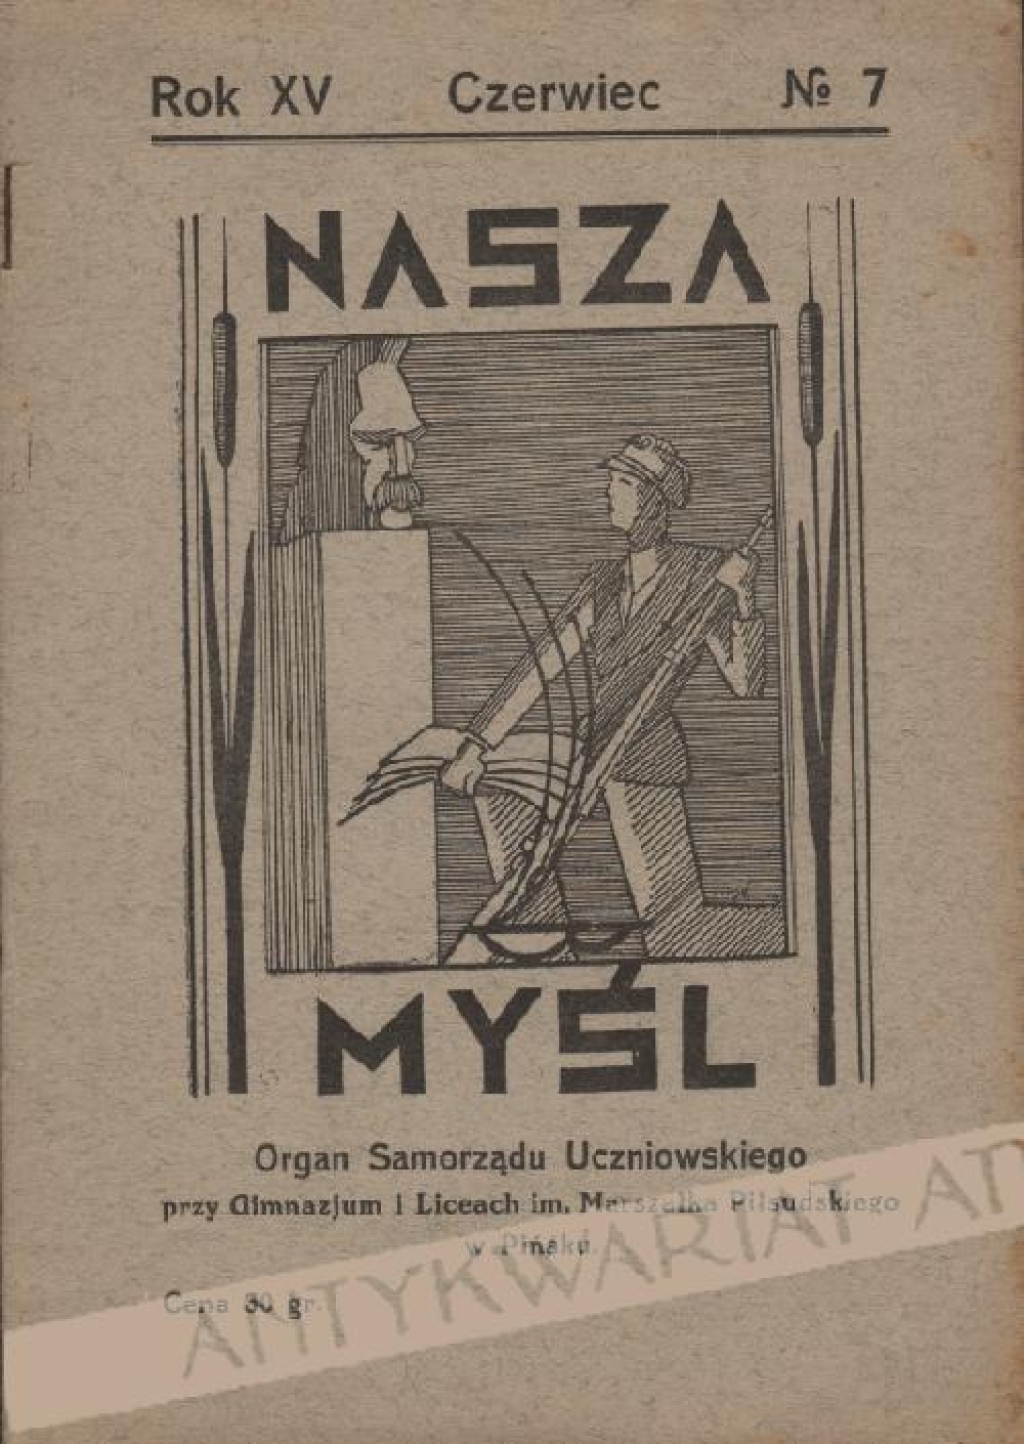 Rok XV Czerwiec № 7
NASZA
MYŚL
Organ Samorządu Uczniowskiego
przy Gimnazjum i Liceach im. Marszałka Piłsudskiego
w Pińsku
Cena 30 gr.
ANTYKWARIAT